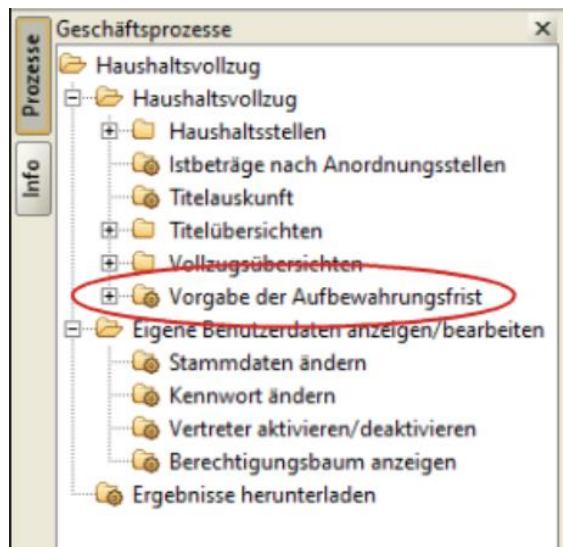 Geschäftsprozesse
Prozesse
Info
Haushaltsvollzug
Haushaltsvollzug
Haushaltsstellen
Istbeträge nach Anordnungsstellen
Titelauskunft
Titelübersichten
Vollzugsübersichten
Vorgabe der Aufbewahrungsfrist
Eigene Benutzerdaten anzeigen/bearbeiten
Stammdaten ändern
Kennwort ändern
Vertreter aktivieren/deaktivieren
Berechtigungsbaum anzeigen
Ergebnisse herunterladen